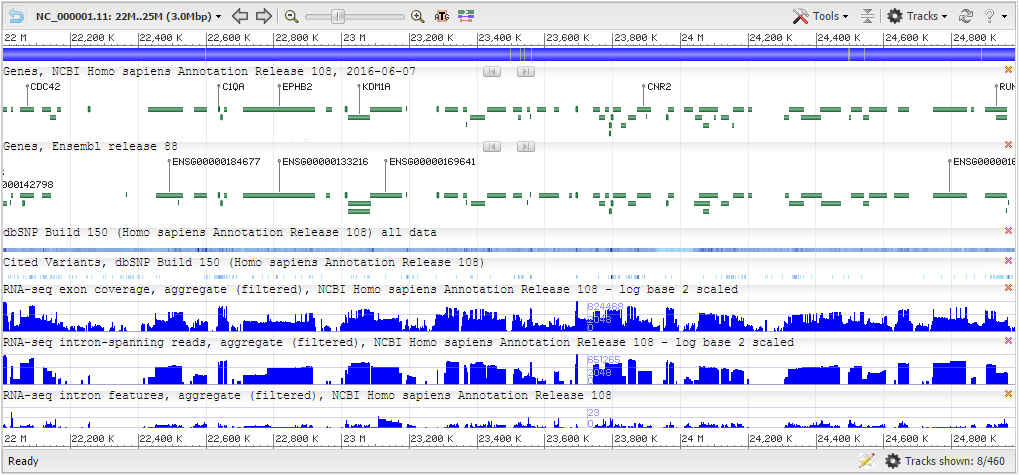 NC_000001.11: 22M..25M (3.0Mbp) ATG Tools Tracks ?
22 M 22,200 K 22,400 K 22,600 K 22,800 K 23 M 23,200 K 23,400 K 23,600 K 23,800 K 24 M 24,200 K 24,400 K 24,600 K 24,800 K
Genes, NCBI Homo sapiens Annotation Release 108, 2016-06-07
CDC42 C1QA EPHB2 KDM1A CNR2 RUN
Genes, Ensembl release 88
ENSG00000184677 ENSG00000133216 ENSG00000169641 ENSG0000016
000142798
dbSNP Build 150 (Homo sapiens Annotation Release 108) all data
Cited Variants, dbSNP Build 150 (Homo sapiens Annotation Release 108)
RNA-seq exon coverage, aggregate (filtered), NCBI Homo sapiens Annotation Release 108 - log base 2 scaled
824468
2048
0
RNA-seq intron-spanning reads, aggregate (filtered), NCBI Homo sapiens Annotation Release 108 - log base 2 scaled
651265
2048
0
RNA-seq intron features, aggregate (filtered), NCBI Homo sapiens Annotation Release 108
23
0
22 M 22,200 K 22,400 K 22,600 K 22,800 K 23 M 23,200 K 23,400 K 23,600 K 23,800 K 24 M 24,200 K 24,400 K 24,600 K 24,800 K
Ready Tracks shown: 8/460